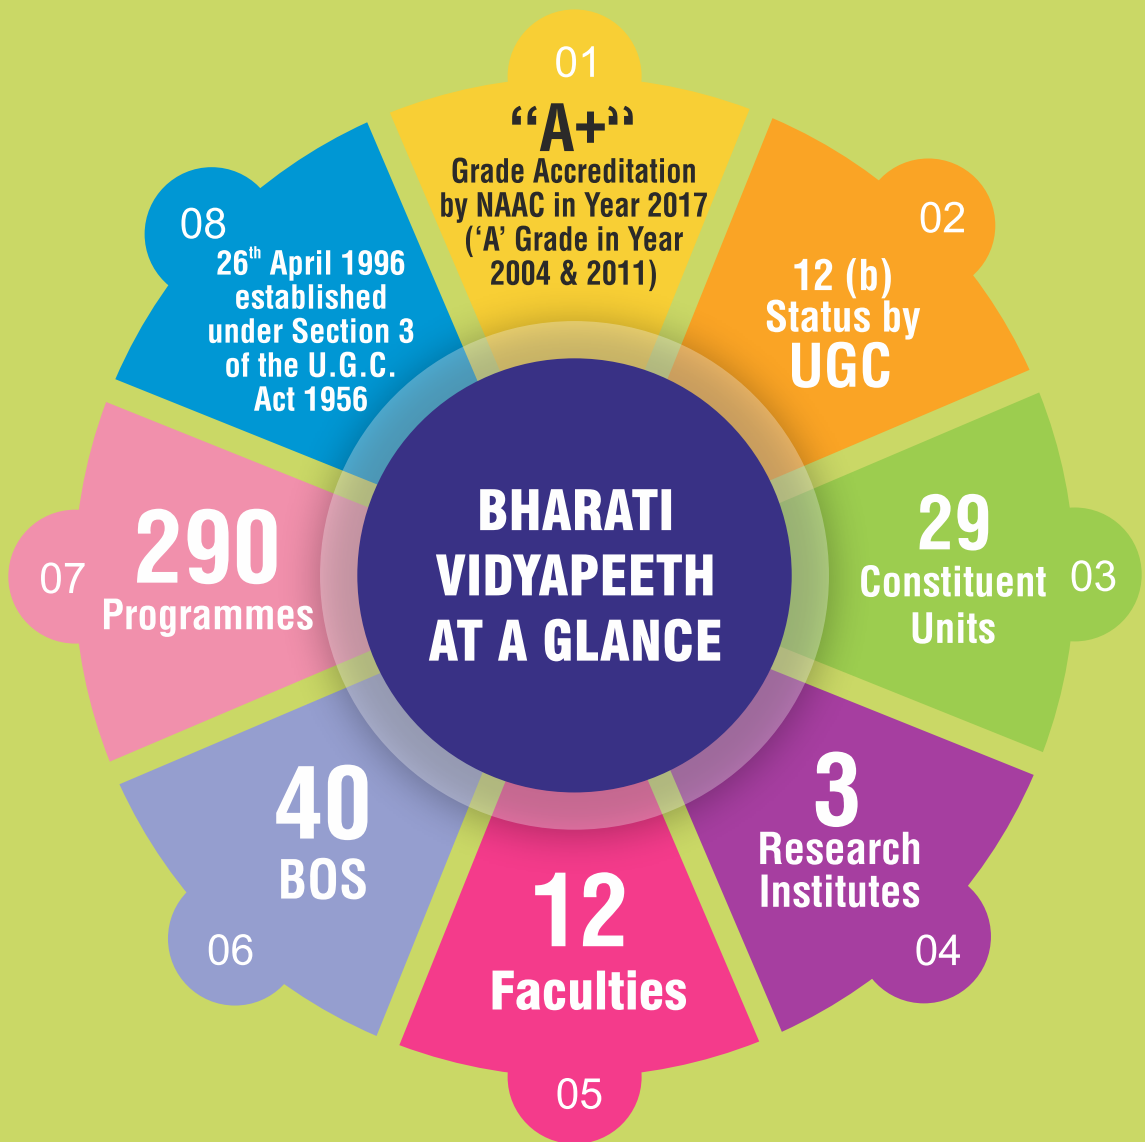 01
“A+“
Grade Accreditation
by NAAC in Year 2017
(‘A’ Grade in Year
2004 & 2011)
02
12 (b)
Status by
UGC
03
29
Constituent
Units
04
3
Research
Institutes
05
12
Faculties
06
40
BOS
07
290
Programmes
08
26th April 1996
established
under Section 3
of the U.G.C.
Act 1956
BHARATI
VIDYAPEETH
AT A GLANCE